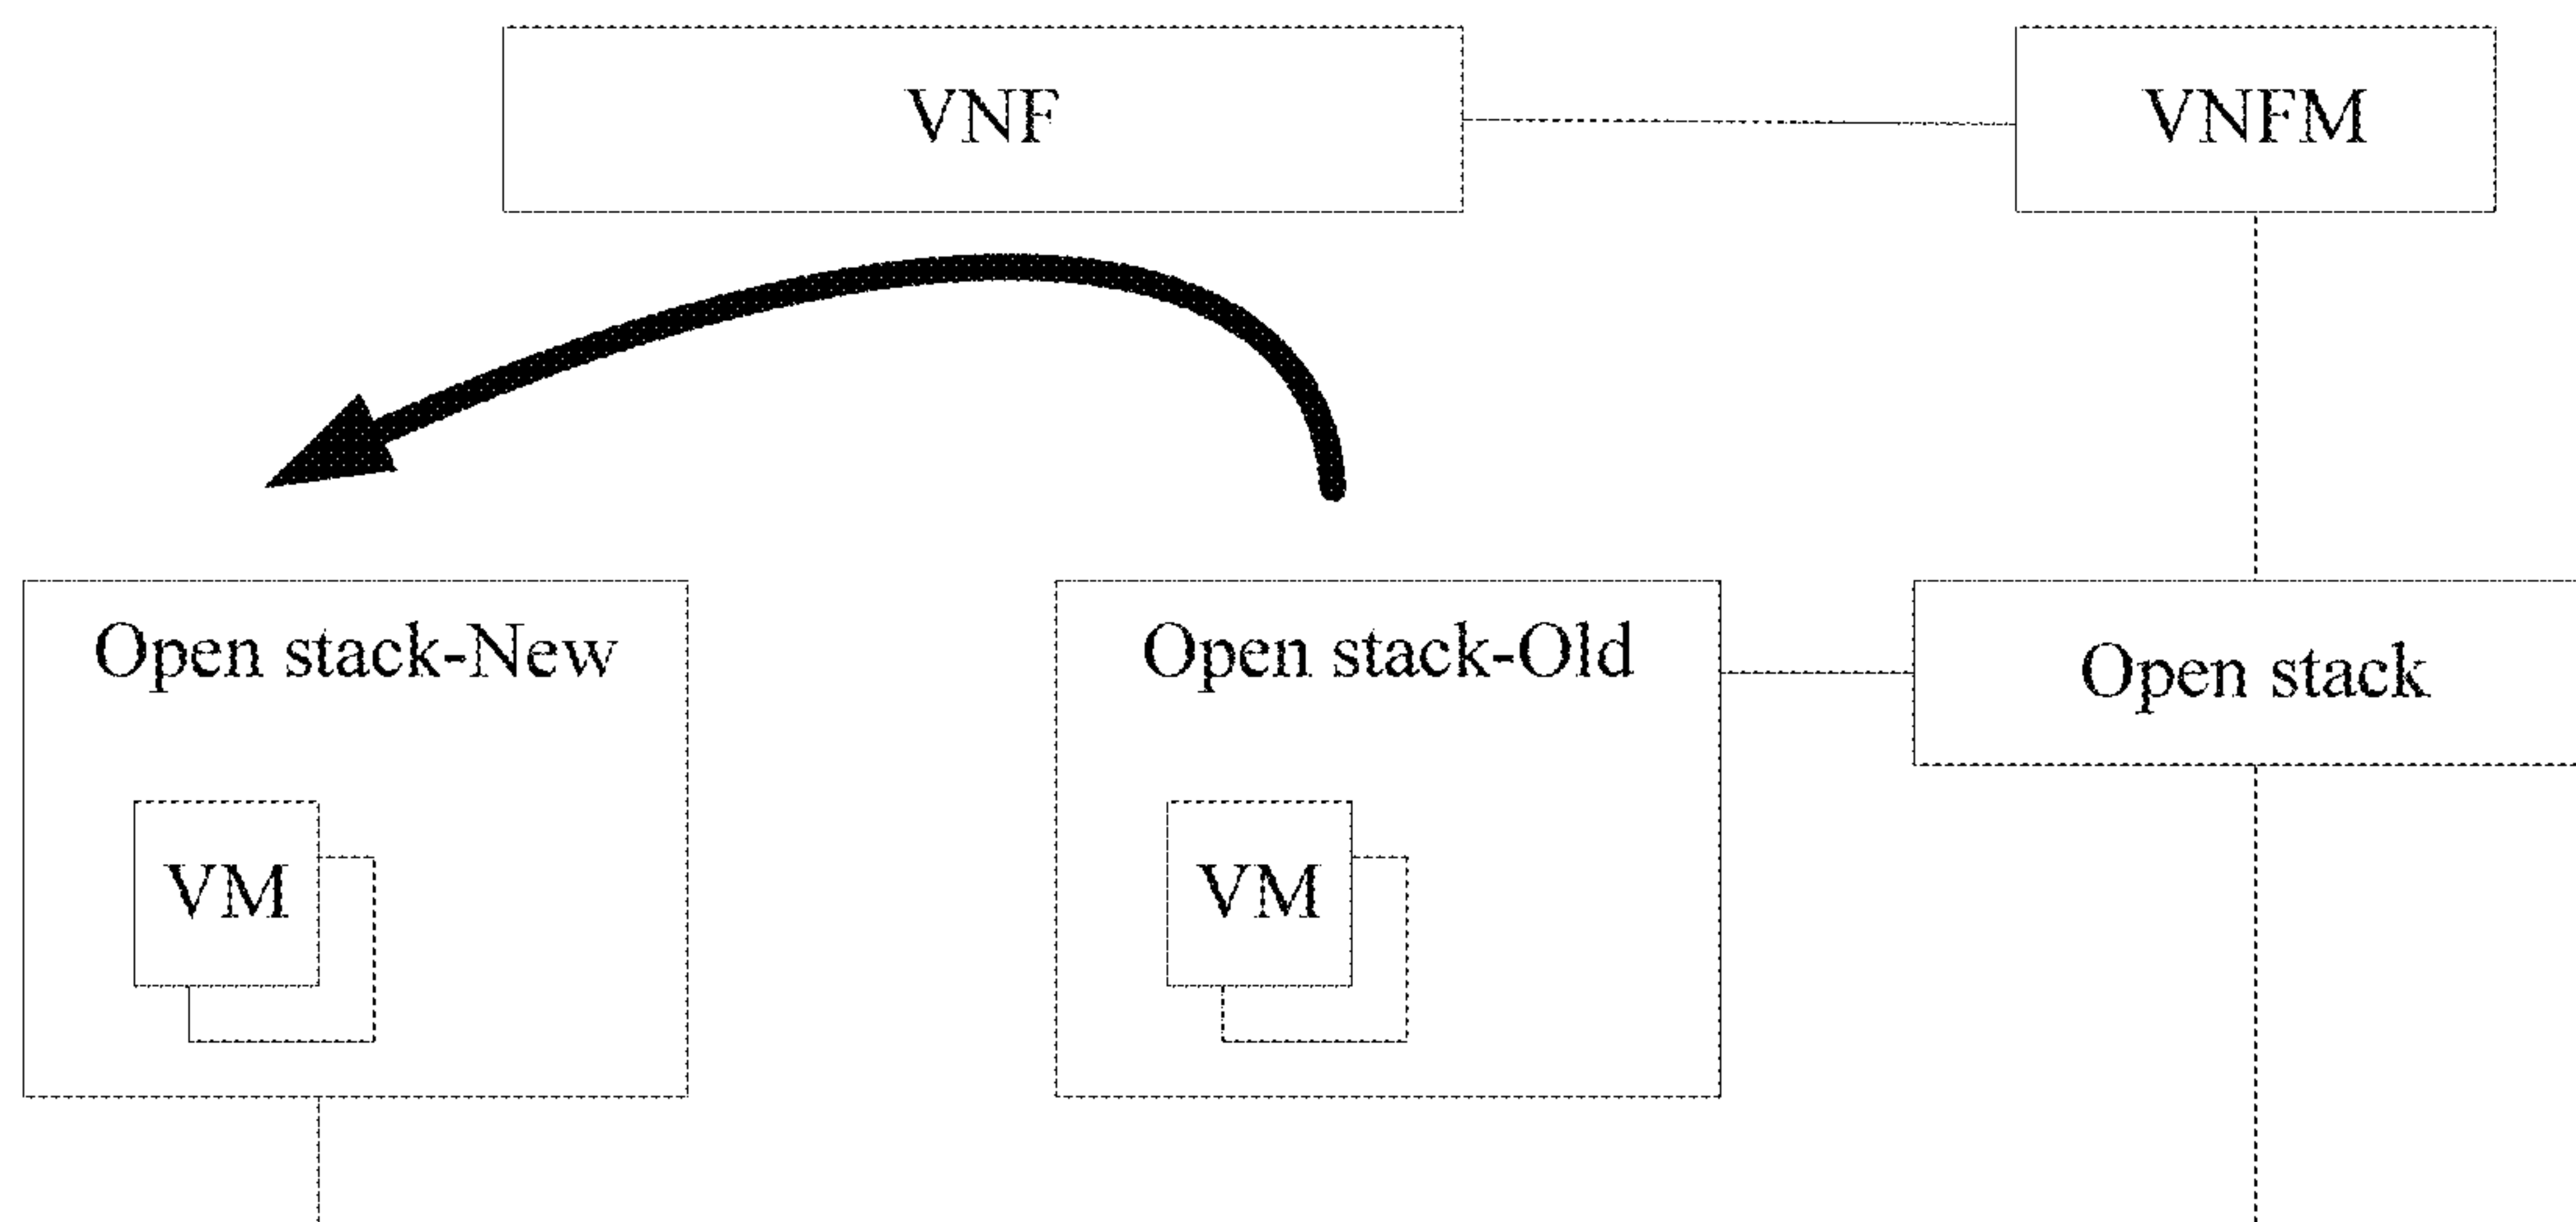 VNF
VNFM
Open stack-New
Open stack-Old
Open stack
VM
VM